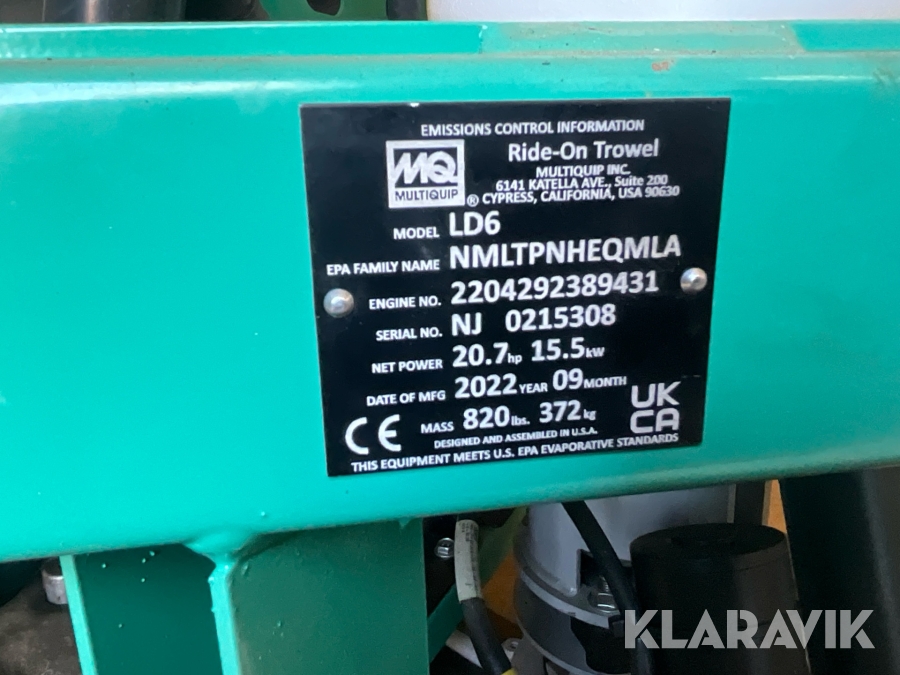 EMISSIONS CONTROL INFORMATION
MQ
MULTIQUIP
®
Ride-On Trowel
MULTIQUIP INC.
6141 KATELLA AVE., Suite 200
CYPRESS, CALIFORNIA, USA 90630
MODEL LD6
EPA FAMILY NAME NMLTPNHEQMLA
ENGINE NO. 2204292389431
SERIAL NO. NJ 0215308
NET POWER 20.7hp 15.5kw
DATE OF MFG 2022 YEAR 09 MONTH
MASS 820lbs. 372kg
CE
UK
CA
DESIGNED AND ASSEMBLED IN U.S.A.
THIS EQUIPMENT MEETS U.S. EPA EVAPORATIVE STANDARDS
KLARAVIK